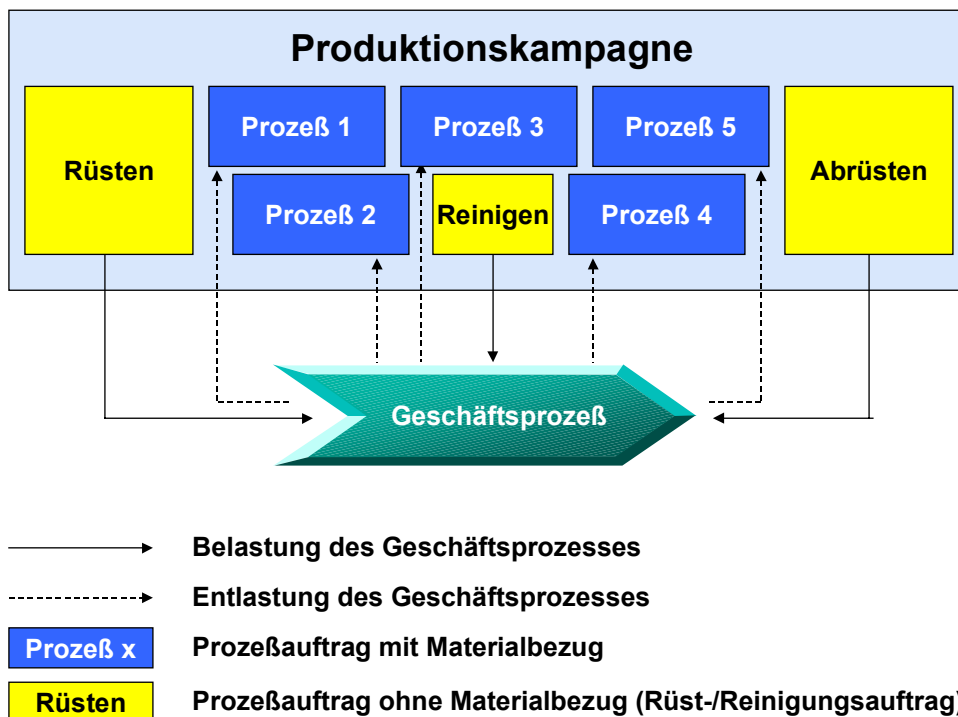 Produktionskampagne
Rüsten
Prozeß 1
Prozeß 3
Prozeß 5
Abrüsten
Prozeß 2
Reinigen
Prozeß 4
Geschäftsprozeß
Belastung des Geschäftsprozesses
Entlastung des Geschäftsprozesses
Prozeß x
Prozeßauftrag mit Materialbezug
Rüsten
Prozeßauftrag ohne Materialbezug (Rüst-/Reinigungsauftrag)